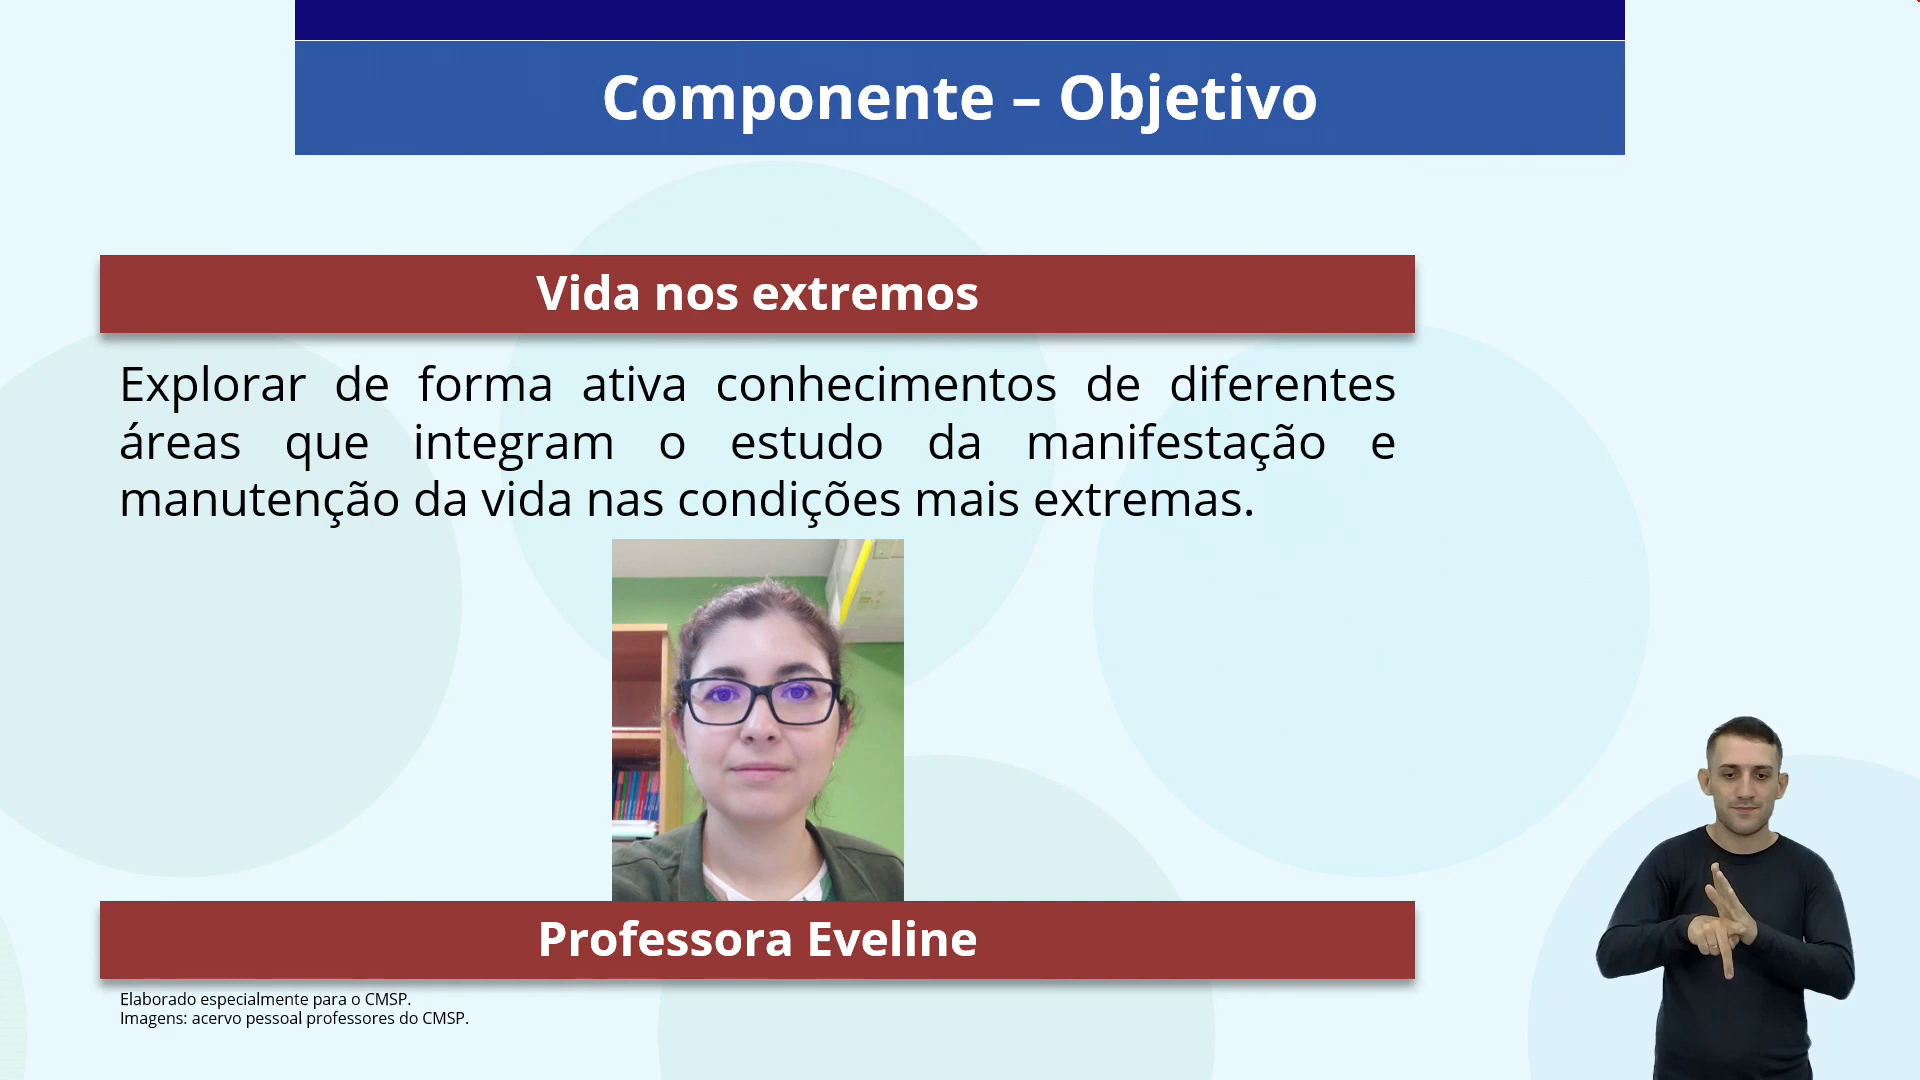 Componente – Objetivo
Vida nos extremos
Explorar de forma ativa conhecimentos de diferentes
áreas que integram o estudo da manifestação e
manutenção da vida nas condições mais extremas.
Professora Eveline
Elaborado especialmente para o CMSP.
Imagens: acervo pessoal professores do CMSP.